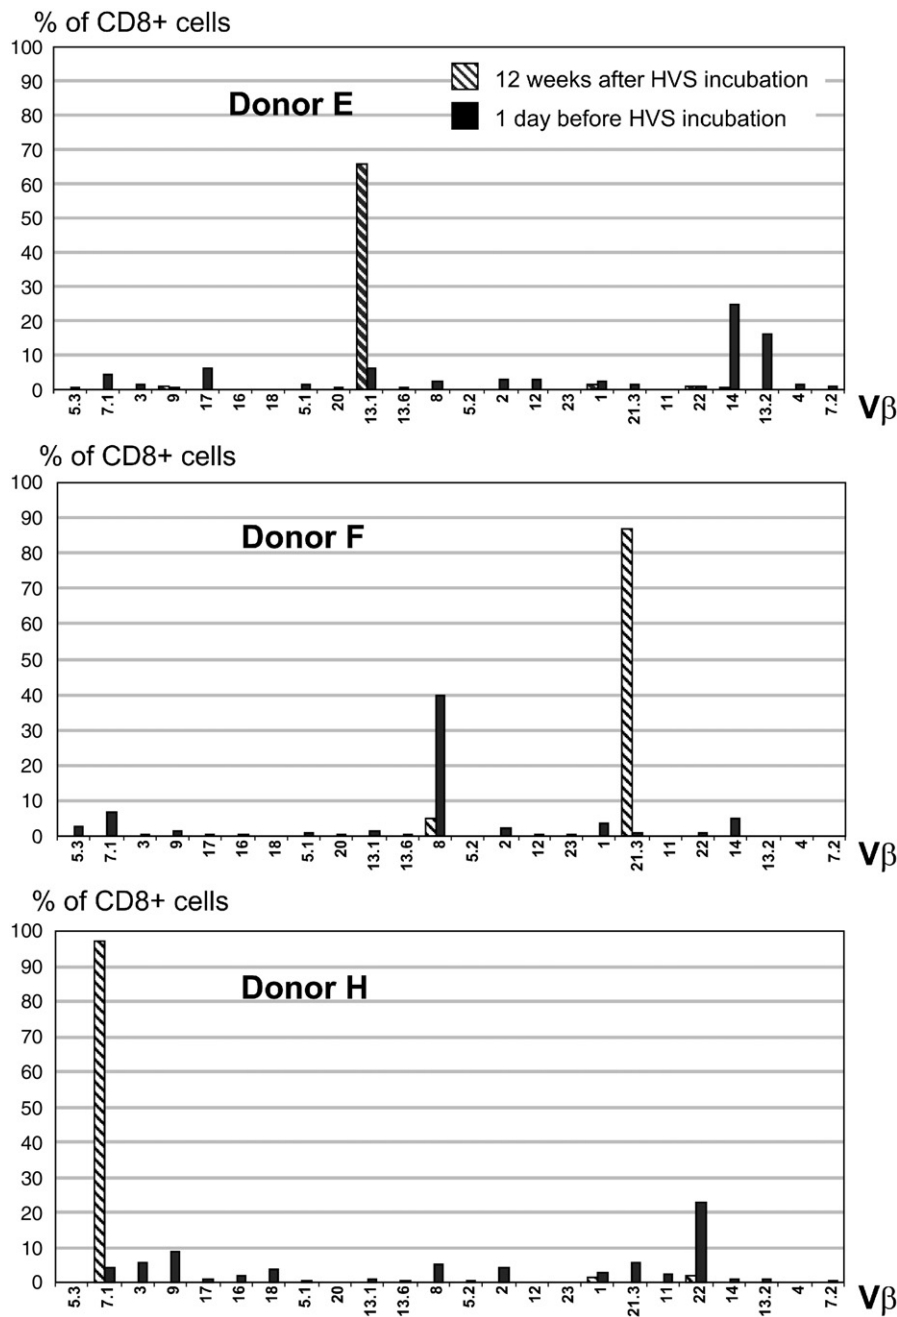 % of CD8+ cells
100
90
80
70
60
50
40
30
20
10
0
Donor E
12 weeks after HVS incubation
1 day before HVS incubation
5.3 7.1 3 9 17 16 18 5.1 20 13.1 13.6 8 5.2 2 12 23 1 21.3 11 22 14 13.2 4 7.2
Vβ
% of CD8+ cells
100
90
80
70
60
50
40
30
20
10
0
Donor F
5.3 7.1 3 9 17 16 18 5.1 20 13.1 13.6 8 5.2 2 12 23 1 21.3 11 22 14 13.2 4 7.2
Vβ
% of CD8+ cells
100
90
80
70
60
50
40
30
20
10
0
Donor H
5.3 7.1 3 9 17 16 18 5.1 20 13.1 13.6 8 5.2 2 12 23 1 21.3 11 22 14 13.2 4 7.2
Vβ